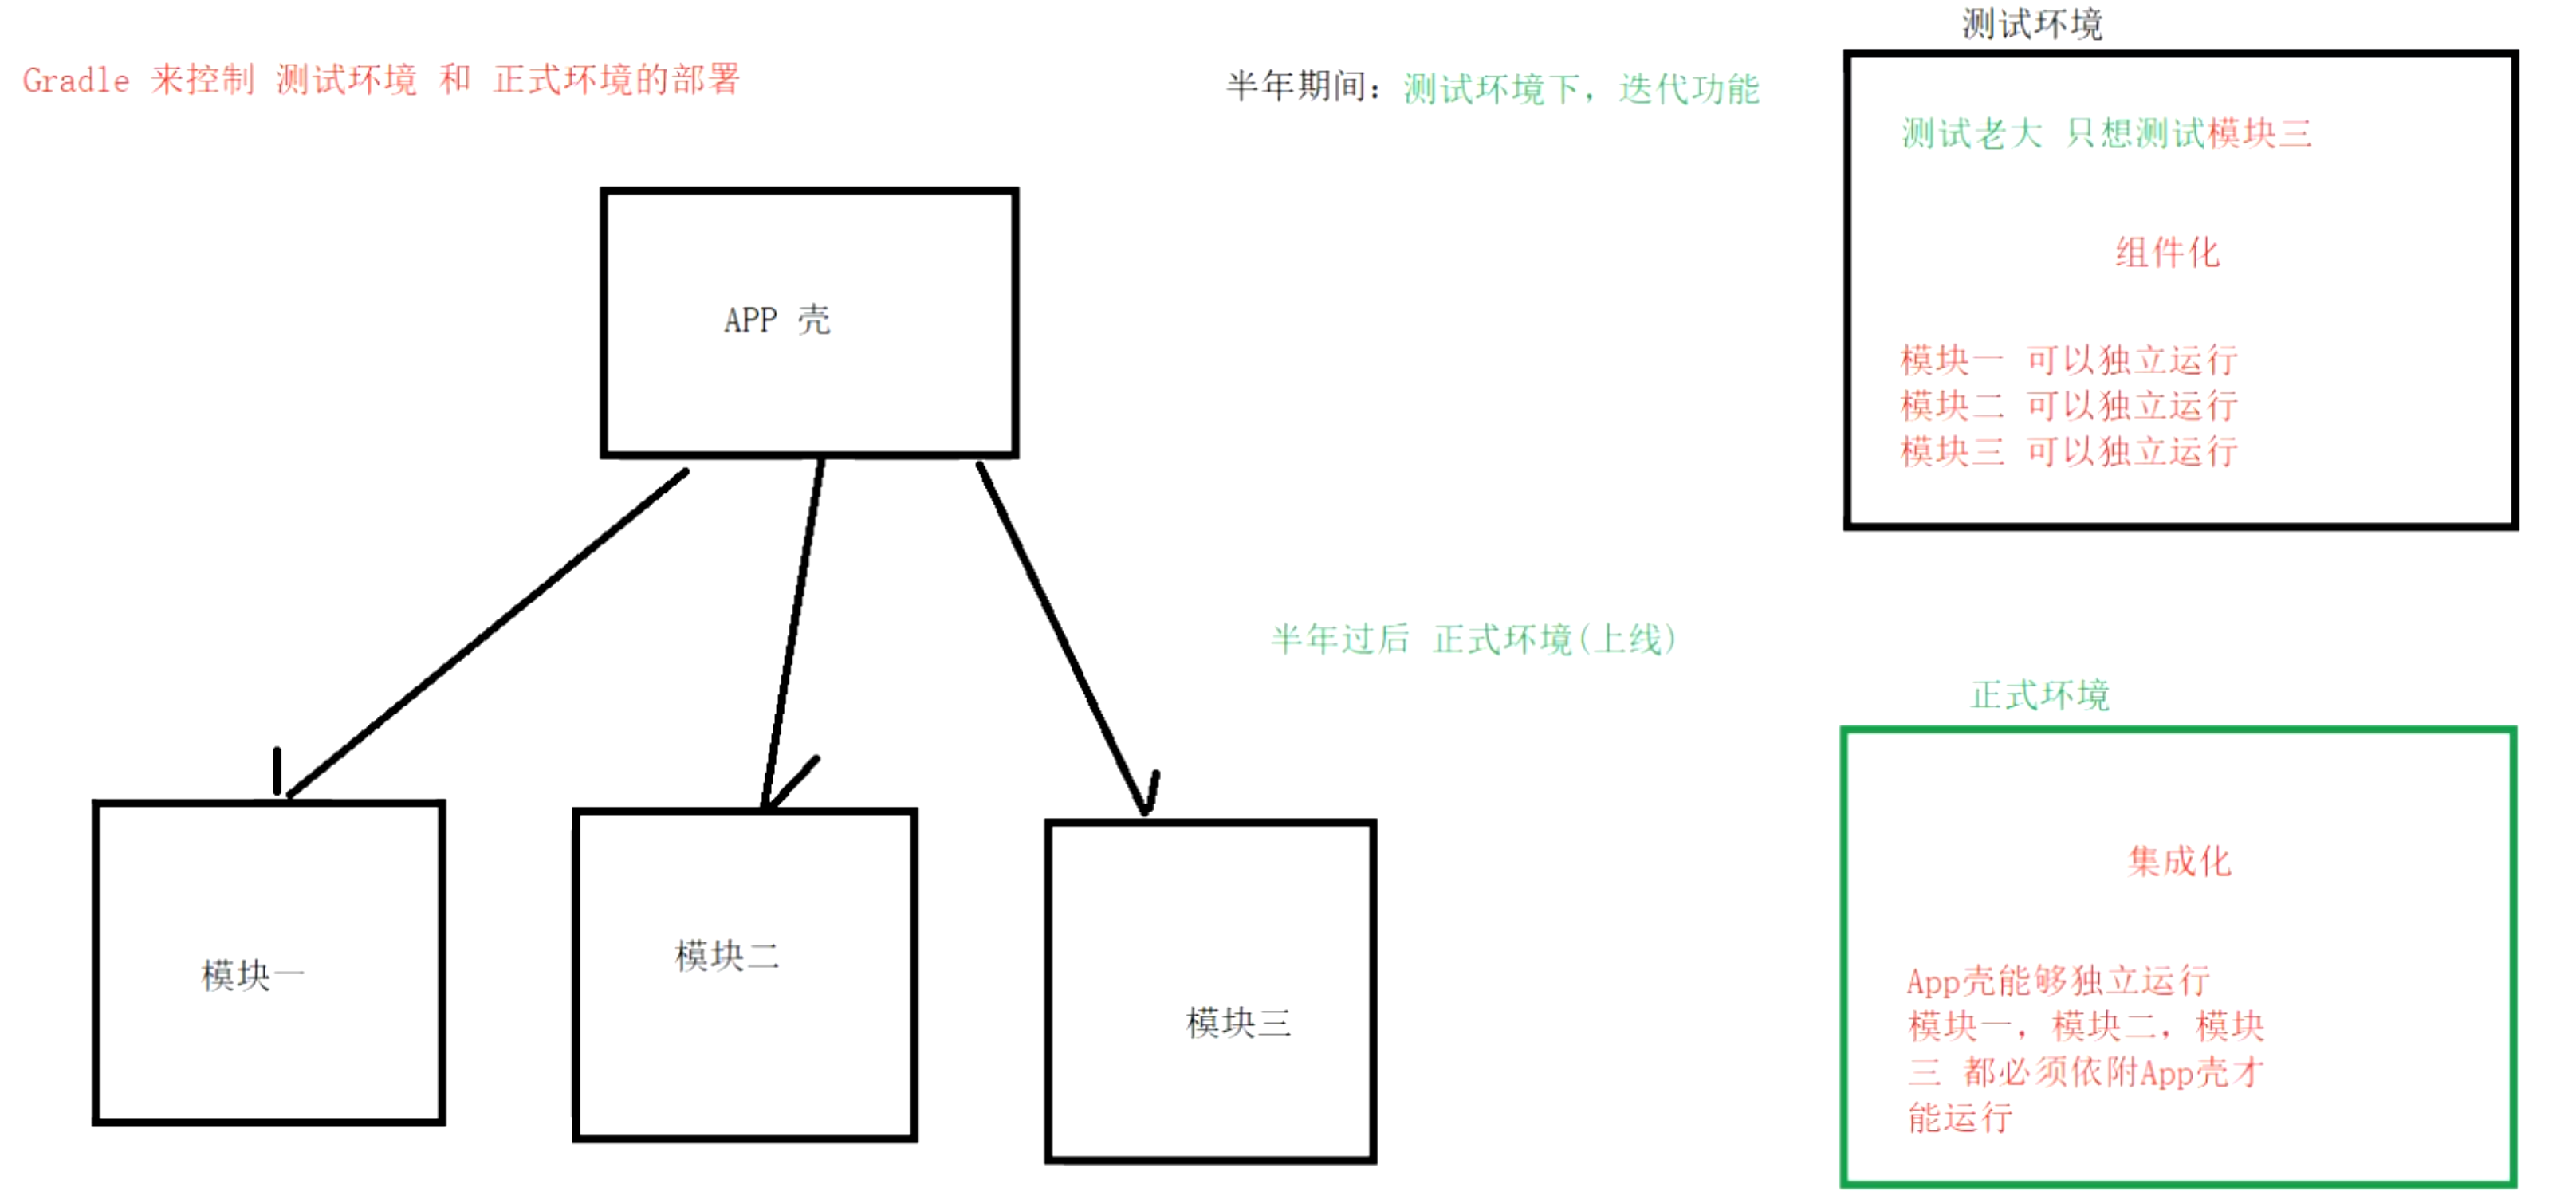 Gradle 来控制 测试环境 和 正式环境的部署
APP 壳
模块一
模块二
模块三
半年期间：测试环境下，迭代功能
测试环境
测试老大 只想测试模块三
组件化
模块一 可以独立运行
模块二 可以独立运行
模块三 可以独立运行
半年过后 正式环境(上线)
正式环境
集成化
App壳能够独立运行
模块一，模块二，模块
三 都必须依附App壳才
能运行